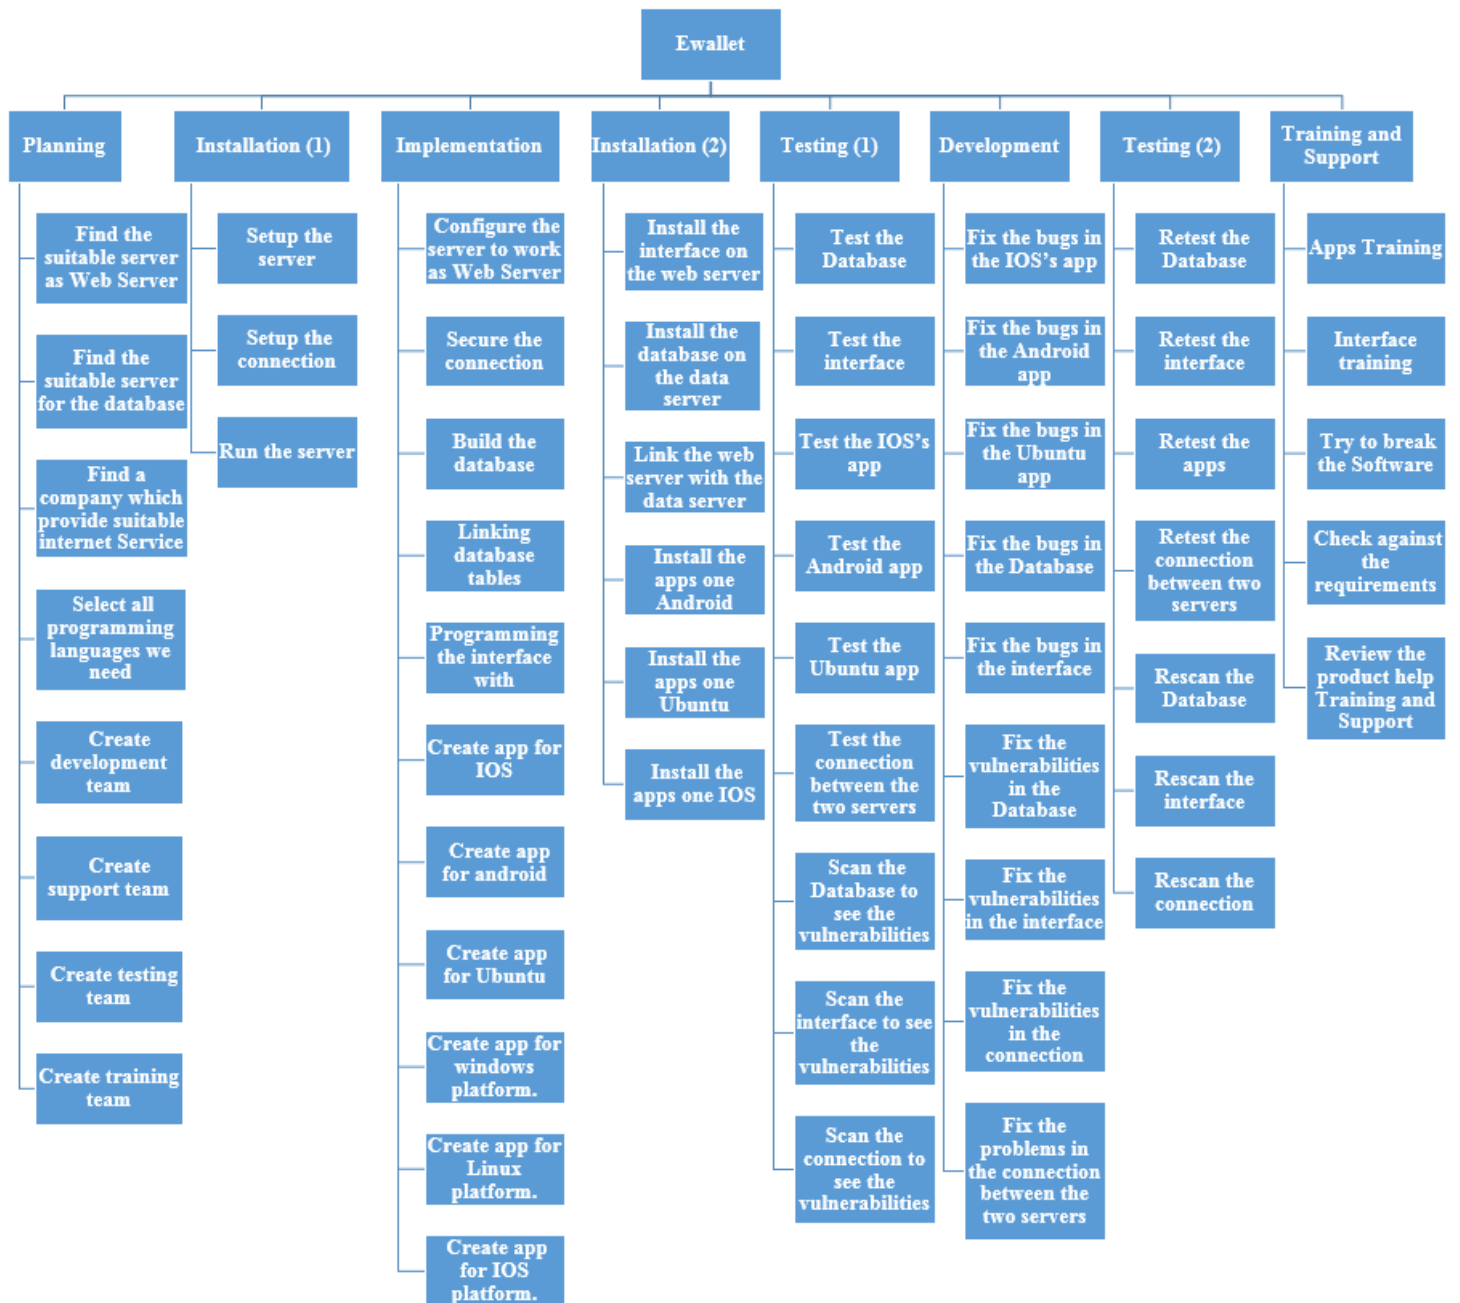 Ewallet
Planning
Installation (1)
Implementation
Installation (2)
Testing (1)
Development
Testing (2)
Training and
Support
Find the
suitable server
as Web Server
Find the
suitable server
for the database
Find a
company which
provide suitable
internet Service
Select all
programming
languages we
need
Create
development
team
Create
support team
Create testing
team
Create training
team
Setup the
server
Setup the
connection
Run the server
Configure the
server to work
as Web Server
Secure the
connection
Build the
database
Linking
database
tables
Programming
the interface
with
Create app for
IOS
Create app
for android
Create app
for Ubuntu
Create app for
windows
platform.
Create app for
Linux
platform.
Create app
for IOS
platform.
Install the
interface on
the web server
Install the
database on
the data
server
Link the web
server with the
data server
Install the
apps one
Android
Install the
apps one
Ubuntu
Install the
apps one IOS
Test the
Database
Test the
interface
Test the IOS’s
app
Test the
Android app
Test the
Ubuntu app
Test the
connection
between the
two servers
Scan the
Database to
see the
vulnerabilities
Scan the
interface to see
the
vulnerabilities
Scan the
connection to
see the
vulnerabilities
Fix the bugs in
the IOS’s app
Fix the bugs in
the Android
app
Fix the bugs in
the Ubuntu
app
Fix the bugs in
the Database
Fix the bugs in
the interface
Fix the
vulnerabilities
in the
Database
Fix the
vulnerabilities
in the interface
Fix the
vulnerabilities
in the
connection
Fix the
problems in
the connection
between the
two servers
Retest the
Database
Retest the
interface
Retest the
apps
Retest the
connection
between two
servers
Rescan the
Database
Rescan the
interface
Rescan the
connection
Apps Training
Interface
training
Try to break
the Software
Check against
the
requirements
Review the
product help
Training and
Support